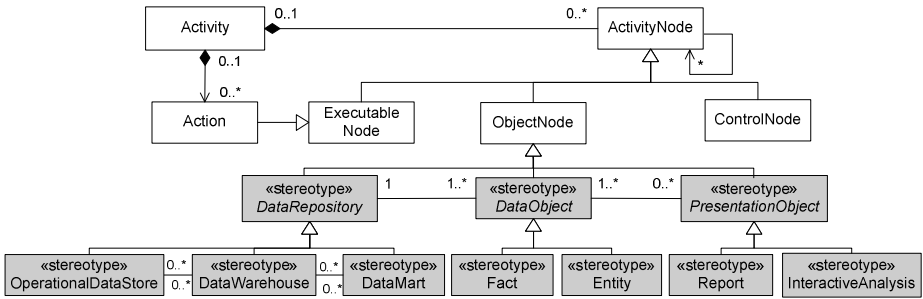 Activity
0..1
0..*
ActivityNode
0..1
*
0..*
Action
Executable
Node
ObjectNode
ControlNode
«stereotype»
DataRepository
1
1..*
«stereotype»
DataObject
1..*
0..*
«stereotype»
PresentationObject
«stereotype»
OperationalDataStore
0..*
0..*
«stereotype»
DataWarehouse
0..*
0..*
«stereotype»
DataMart
«stereotype»
Fact
«stereotype»
Entity
«stereotype»
Report
«stereotype»
InteractiveAnalysis